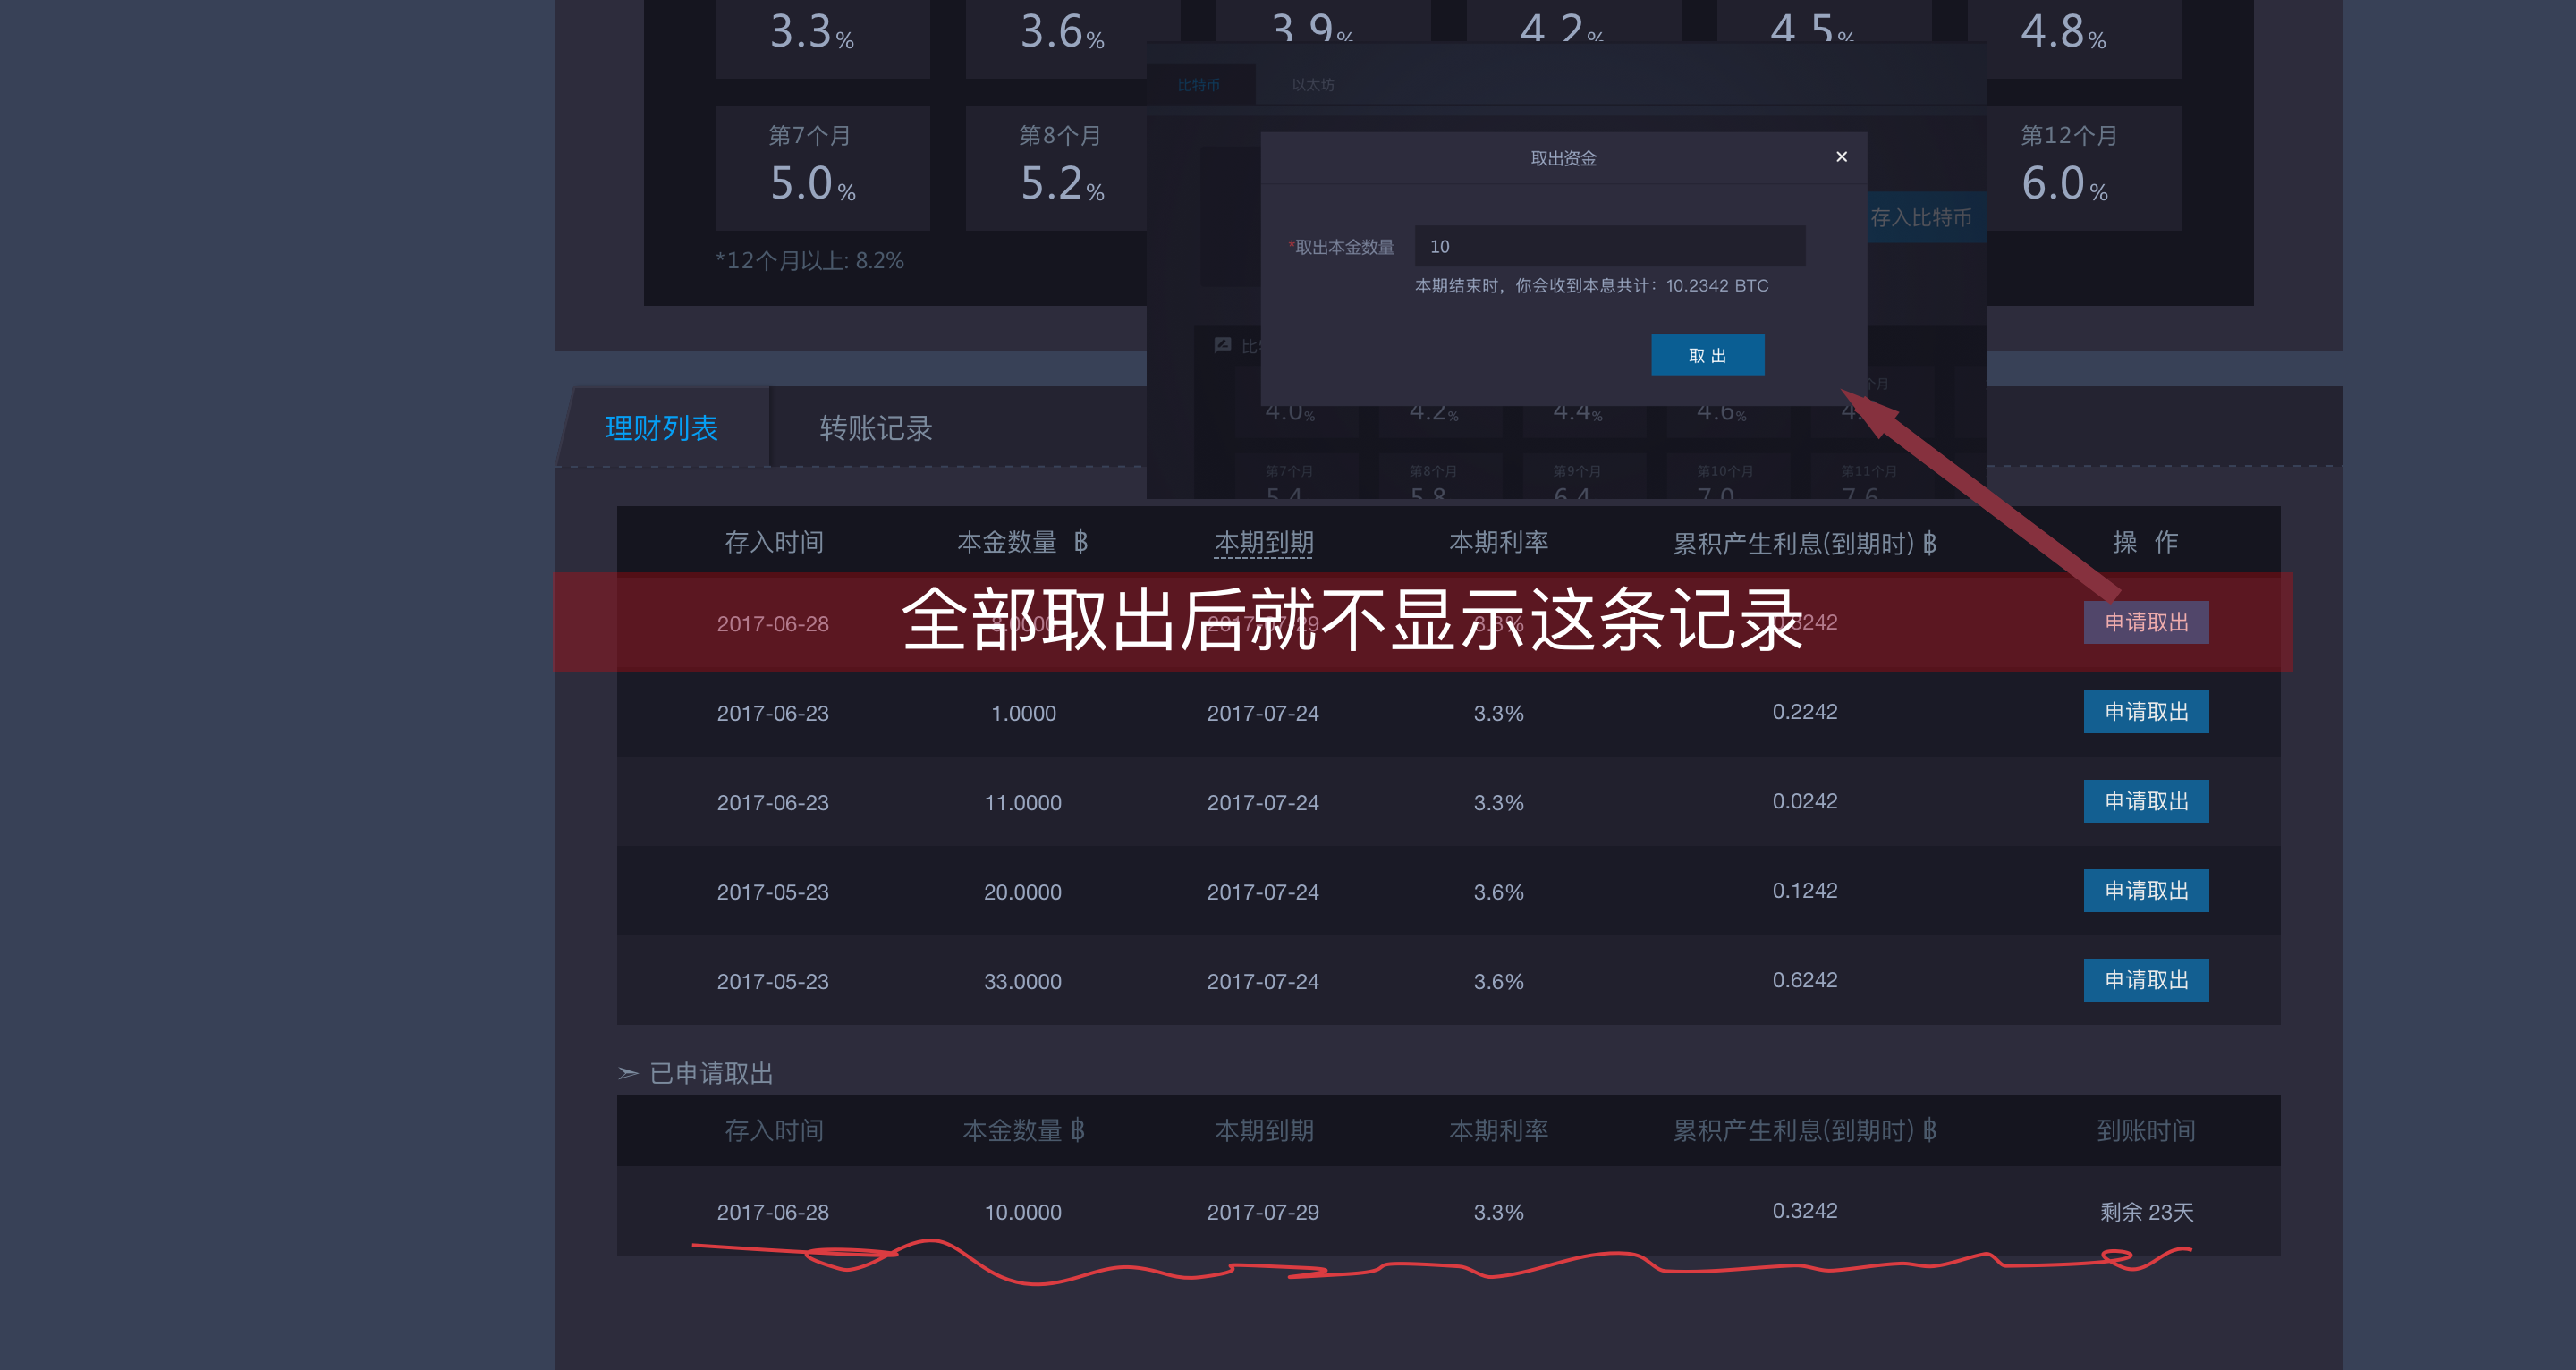 3.3%
3.6%
3.9%
4.2%
4.5%
4.8%
比特币
以太坊
第7个月
5.0%
第8个月
5.2%
第12个月
6.0%
*12个月以上: 8.2%
取出资金
×
存入比特币
*取出本金数量 10
本期结束时，你会收到本息共计：10.2342 BTC
取 出
比
个月
4.0%
4.2%
4.4%
4.6%
第7个月
第8个月
第9个月
第10个月
第11个月
5.4
5.8
6.4
7.0
7.6
理财列表 转账记录
存入时间 本金数量 ฿ 本期到期 本期利率 累积产生利息(到期时) ฿ 操 作
全部取出后就不显示这条记录
2017-06-28 2017-07-29 3.3% 申请取出
2017-06-23 1.0000 2017-07-24 3.3% 0.2242 申请取出
2017-06-23 11.0000 2017-07-24 3.3% 0.0242 申请取出
2017-05-23 20.0000 2017-07-24 3.6% 0.1242 申请取出
2017-05-23 33.0000 2017-07-24 3.6% 0.6242 申请取出
➣ 已申请取出
存入时间 本金数量 ฿ 本期到期 本期利率 累积产生利息(到期时) ฿ 到账时间
2017-06-28 10.0000 2017-07-29 3.3% 0.3242 剩余 23天